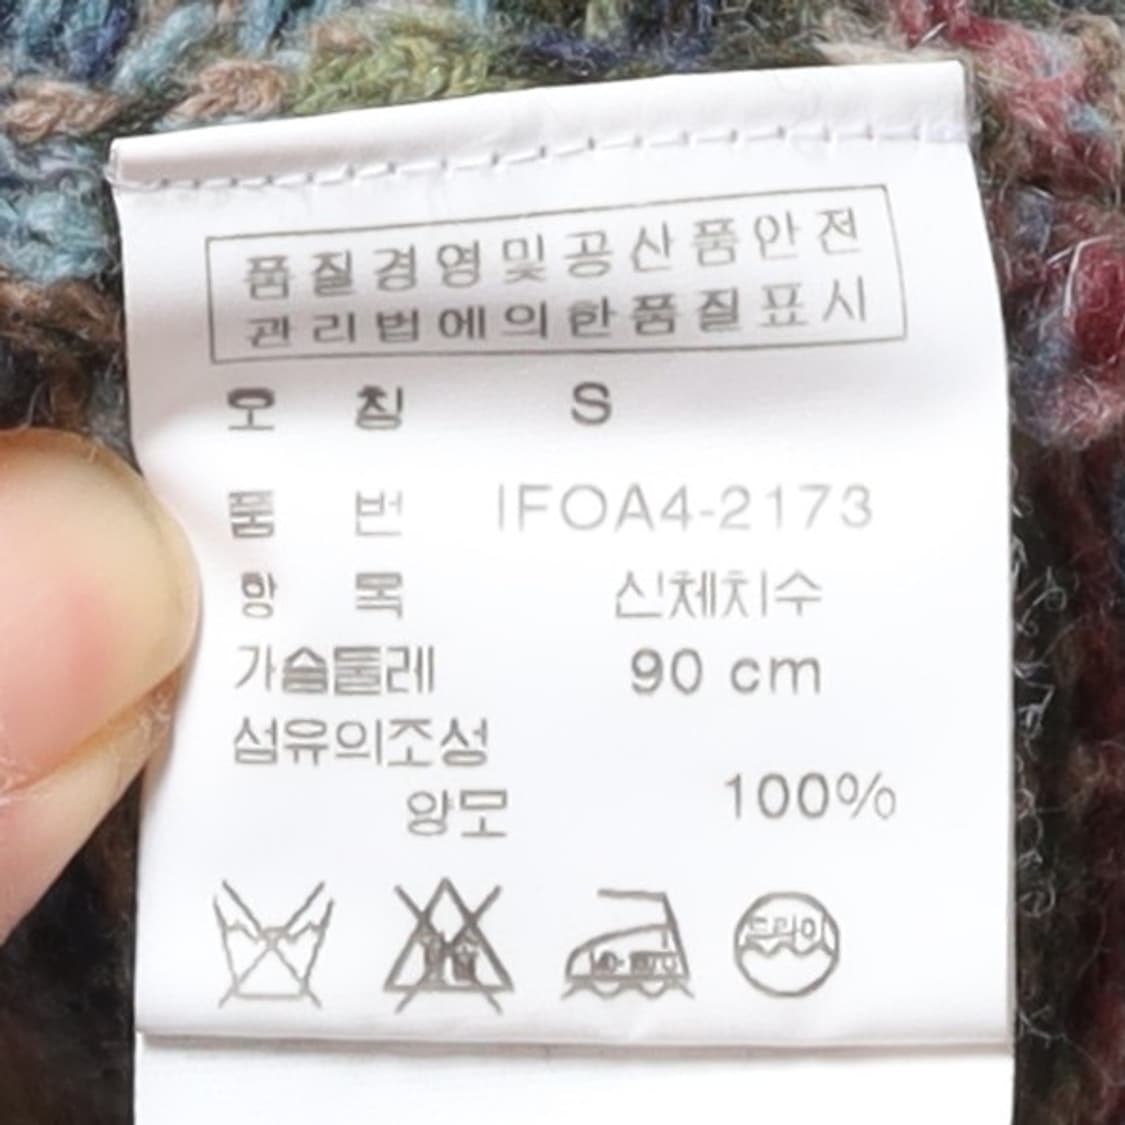 품질경영및공산품안전
관리법에의한품질표시
오 칭 S
품 번 IFOA4-2173
항 목 신체치수
가슴둘레 90 cm
섬유의조성
양모 100%
드라이